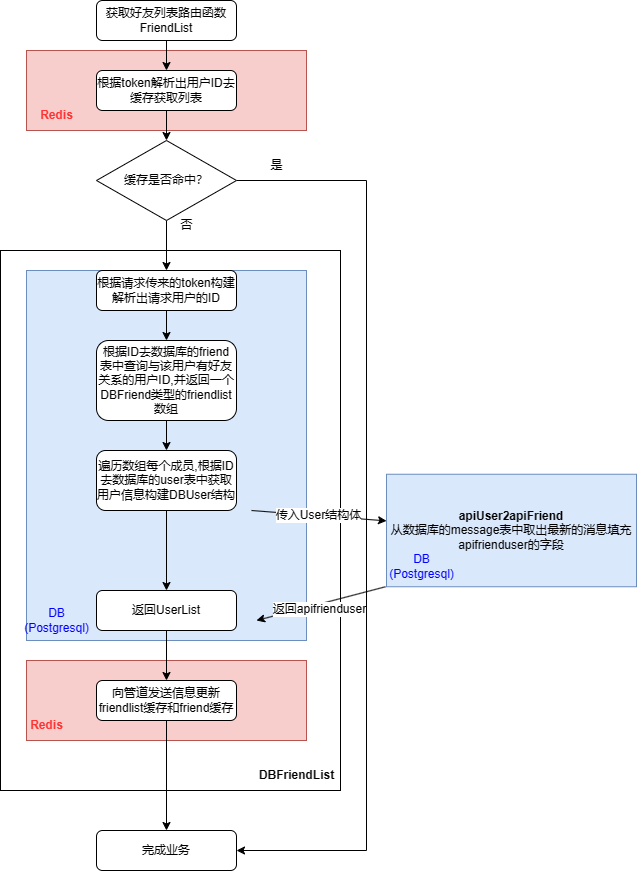 获取好友列表路由函数
FriendList
根据token解析出用户ID去
缓存获取列表
Redis
缓存是否命中?
是
否
根据请求传来的token构建
解析出请求用户的ID
根据ID去数据库的friend
表中查询与该用户有好友
关系的用户ID,并返回一个
DBFriend类型的friendlist
数组
遍历数组每个成员,根据ID
去数据库的user表中获取
用户信息构建DBUser结构
传入User结构体
apiUser2apiFriend
从数据库的message表中取出最新的消息填充
apifrienduser的字段
DB
(Postgresql)
返回apifrienduser
返回UserList
DB
(Postgresql)
向管道发送信息更新
friendlist缓存和friend缓存
Redis
DBFriendList
完成业务